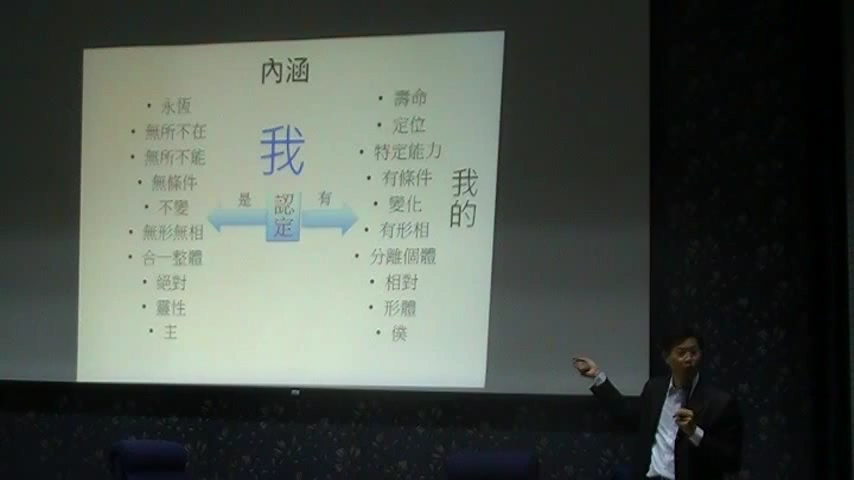 內涵
• 永恆
• 無所不在
• 無所不能
• 無條件
• 不變
• 無形無相
• 合一整體
• 絕對
• 靈性
• 主
我
是
認定
有
• 壽命
• 定位
• 特定能力
• 有條件
• 變化
• 有形相
• 分離個體
• 相對
• 形體
• 僕
我的